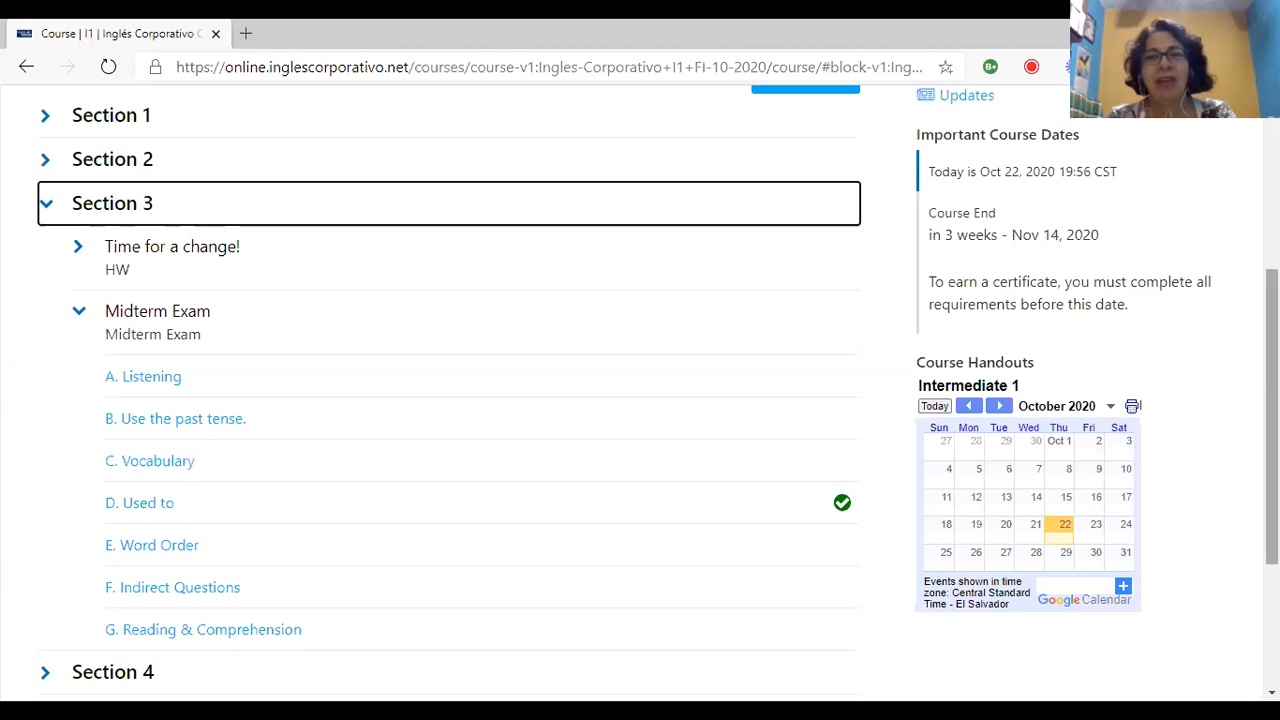 Course | I1 | Inglés Corporativo C
https://online.inglescorporativo.net/courses/course-v1:Ingles-Corporativo+I1+FI-10-2020/course/#block-v1:Ing...
B+
Section 1
Section 2
Section 3
Time for a change!
HW
Midterm Exam
Midterm Exam
A. Listening
B. Use the past tense.
C. Vocabulary
D. Used to
E. Word Order
F. Indirect Questions
G. Reading & Comprehension
Section 4
Updates
Important Course Dates
Today is Oct 22, 2020 19:56 CST
Course End
in 3 weeks - Nov 14, 2020
To earn a certificate, you must complete all
requirements before this date.
Course Handouts
Intermediate 1
Today October 2020
Sun Mon Tue Wed Thu Fri Sat
27 28 29 30 Oct 1 2 3
4 5 6 7 8 9 10
11 12 13 14 15 16 17
18 19 20 21 22 23 24
25 26 27 28 29 30 31
Events shown in time
zone: Central Standard
Time - El Salvador
Google Calendar